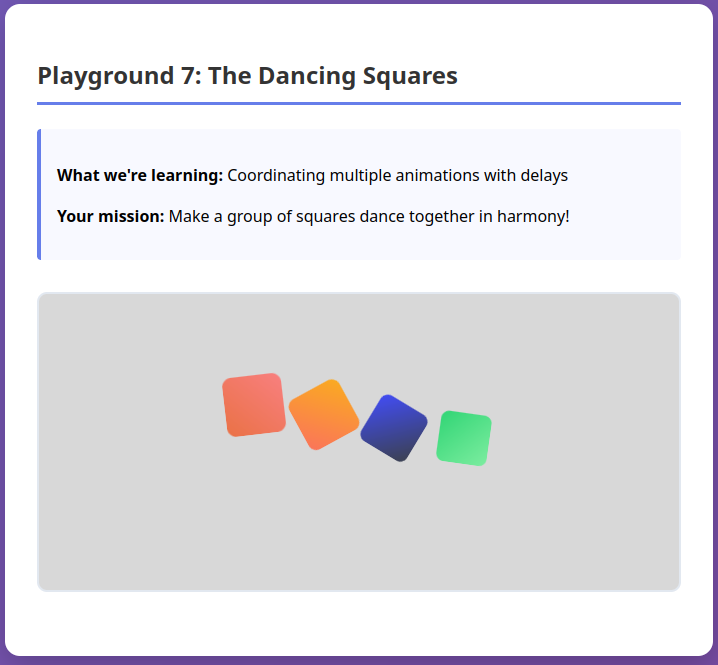 Playground 7: The Dancing Squares
What we're learning: Coordinating multiple animations with delays
Your mission: Make a group of squares dance together in harmony!